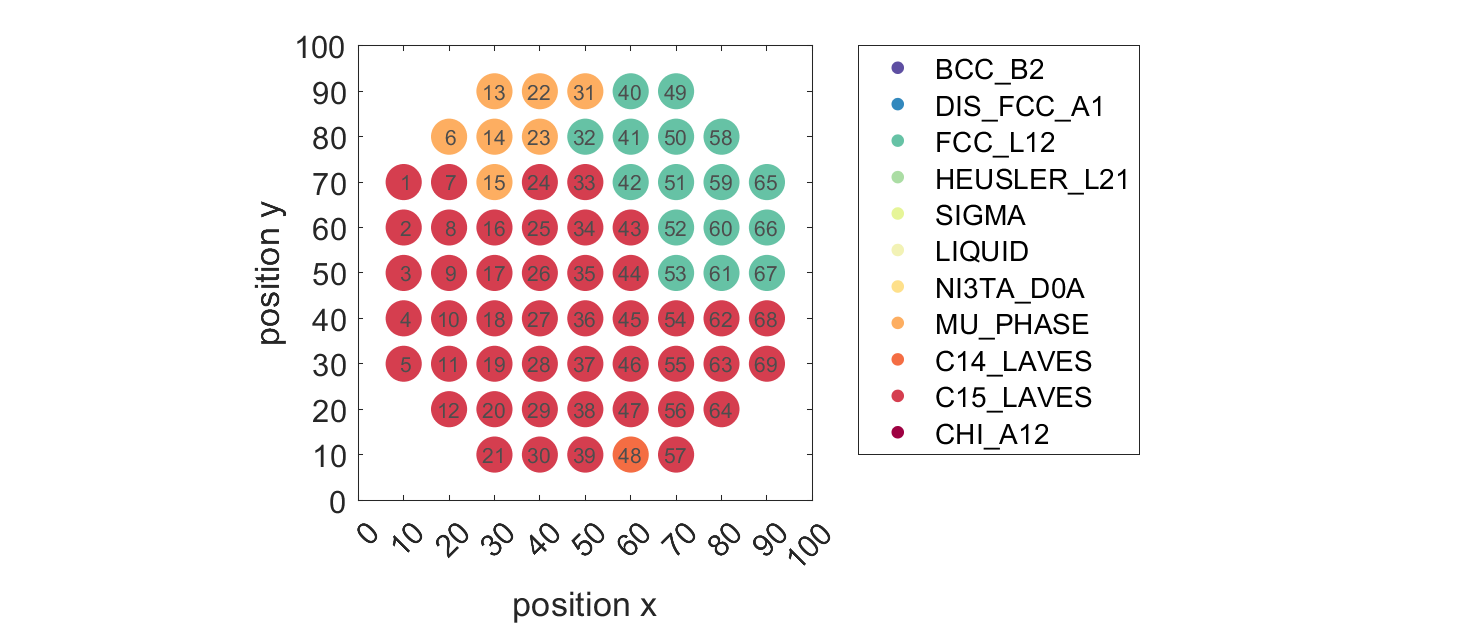 100
90
80
70
60
50
40
30
20
10
0
13 22 31 40 49
6 14 23 32 41 50 58
1 7 15 24 33 42 51 59 65
2 8 16 25 34 43 52 60 66
3 9 17 26 35 44 53 61 67
4 10 18 27 36 45 54 62 68
5 11 19 28 37 46 55 63 69
12 20 29 38 47 56 64
21 30 39 48 57
0 10 20 30 40 50 60 70 80 90 100
position x
position y
BCC_B2
DIS_FCC_A1
FCC_L12
HEUSLER_L21
SIGMA
LIQUID
NI3TA_D0A
MU_PHASE
C14_LAVES
C15_LAVES
CHI_A12